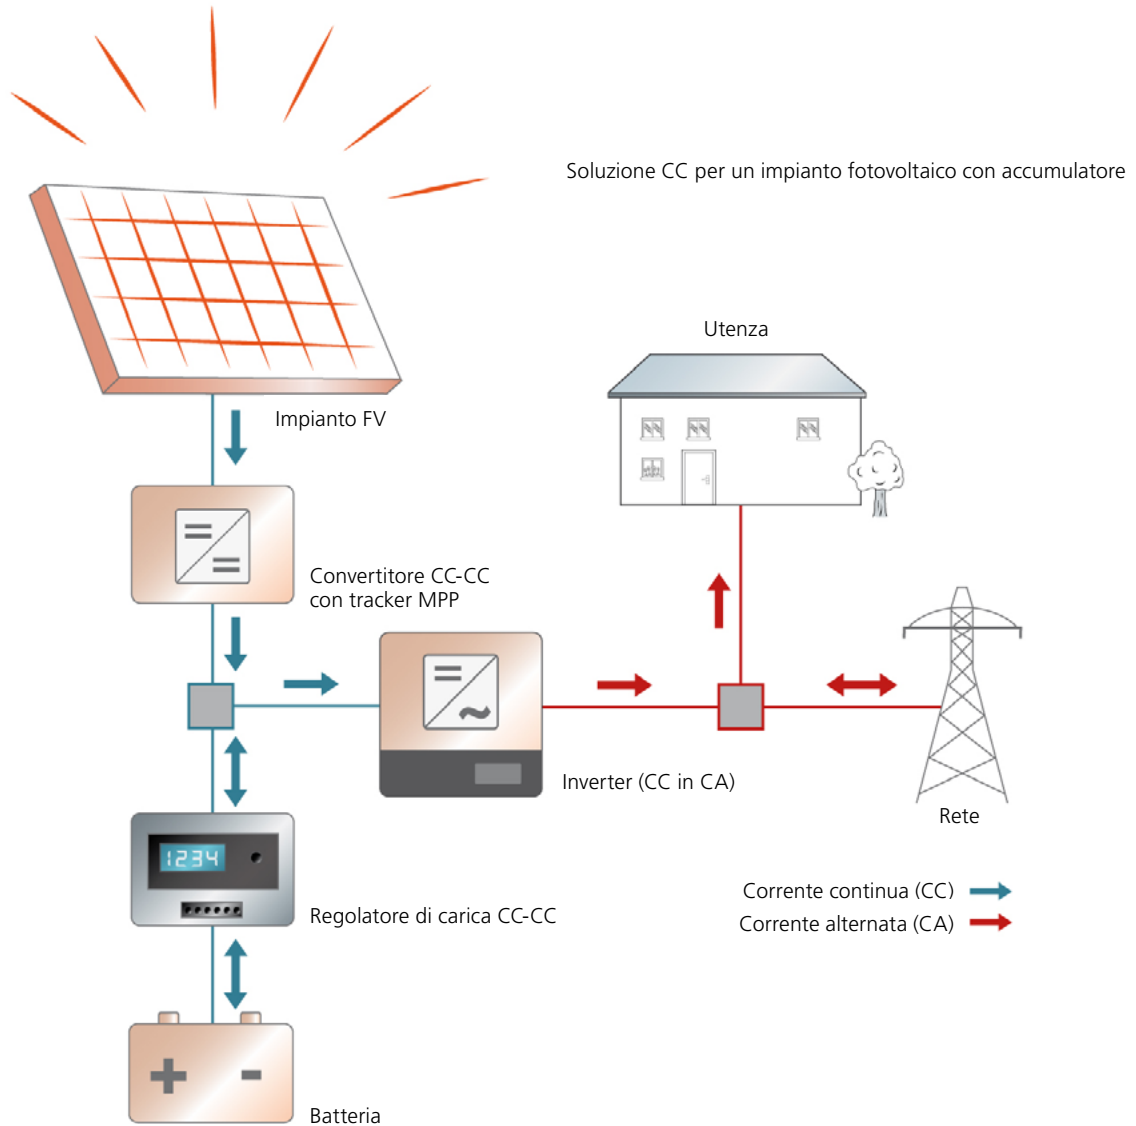 Soluzione CC per un impianto fotovoltaico con accumulatore
Utenza
Impianto FV
Convertitore CC-CC
con tracker MPP
Inverter (CC in CA)
Rete
1234
Regolatore di carica CC-CC
Corrente continua (CC)
Corrente alternata (CA)
+ -
Batteria